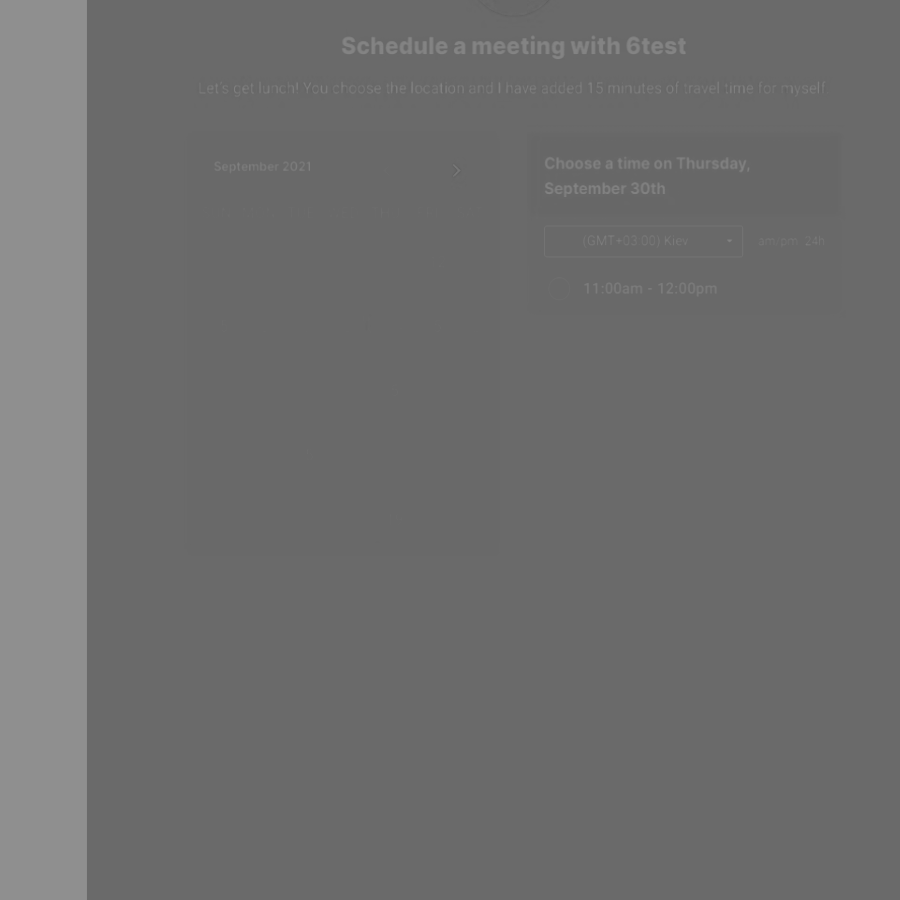 Schedule a meeting with 6test
Let's get lunch! You choose the location and I have added 15 minutes of travel time for myself
September 2021
Choose a time on Thursday,
September 30th
(GMT+03:00) Kiev
am/pm 24h
11:00am - 12:00pm